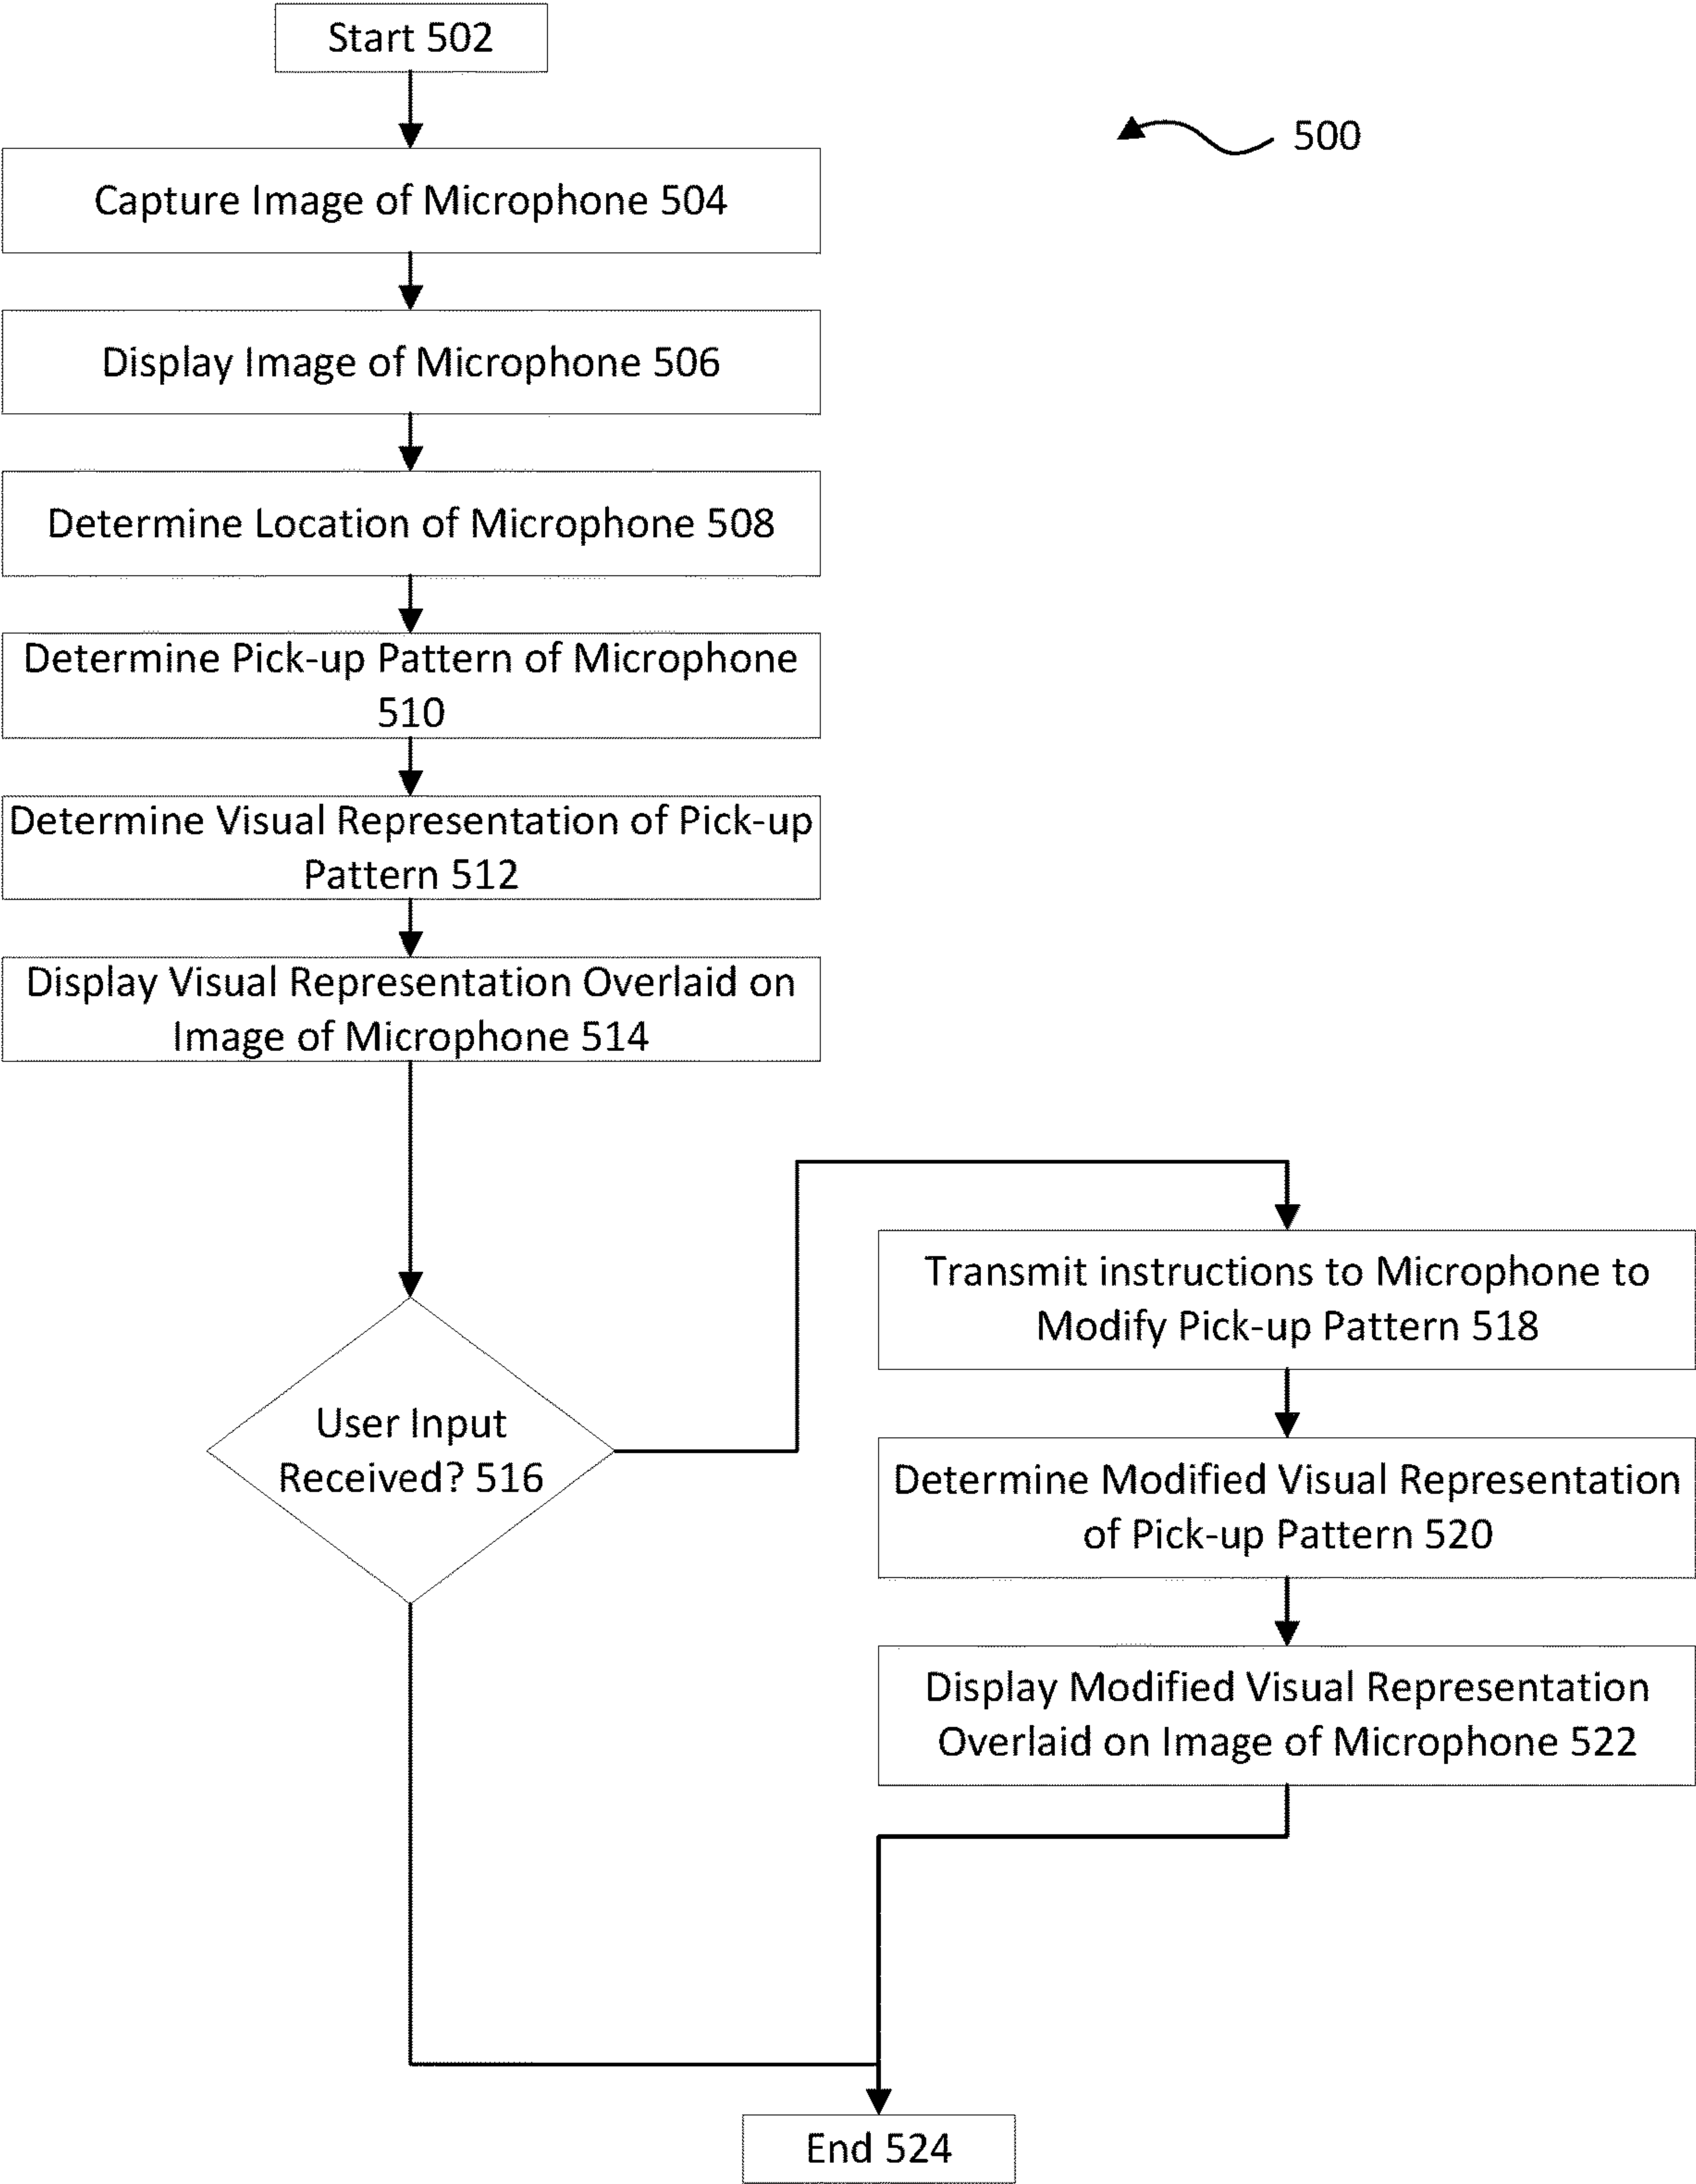 Start 502
500
Capture Image of Microphone 504
Display Image of Microphone 506
Determine Location of Microphone 508
Determine Pick-up Pattern of Microphone
510
Determine Visual Representation of Pick-up
Pattern 512
Display Visual Representation Overlaid on
Image of Microphone 514
User Input
Received? 516
Transmit instructions to Microphone to
Modify Pick-up Pattern 518
Determine Modified Visual Representation
of Pick-up Pattern 520
Display Modified Visual Representation
Overlaid on Image of Microphone 522
End 524